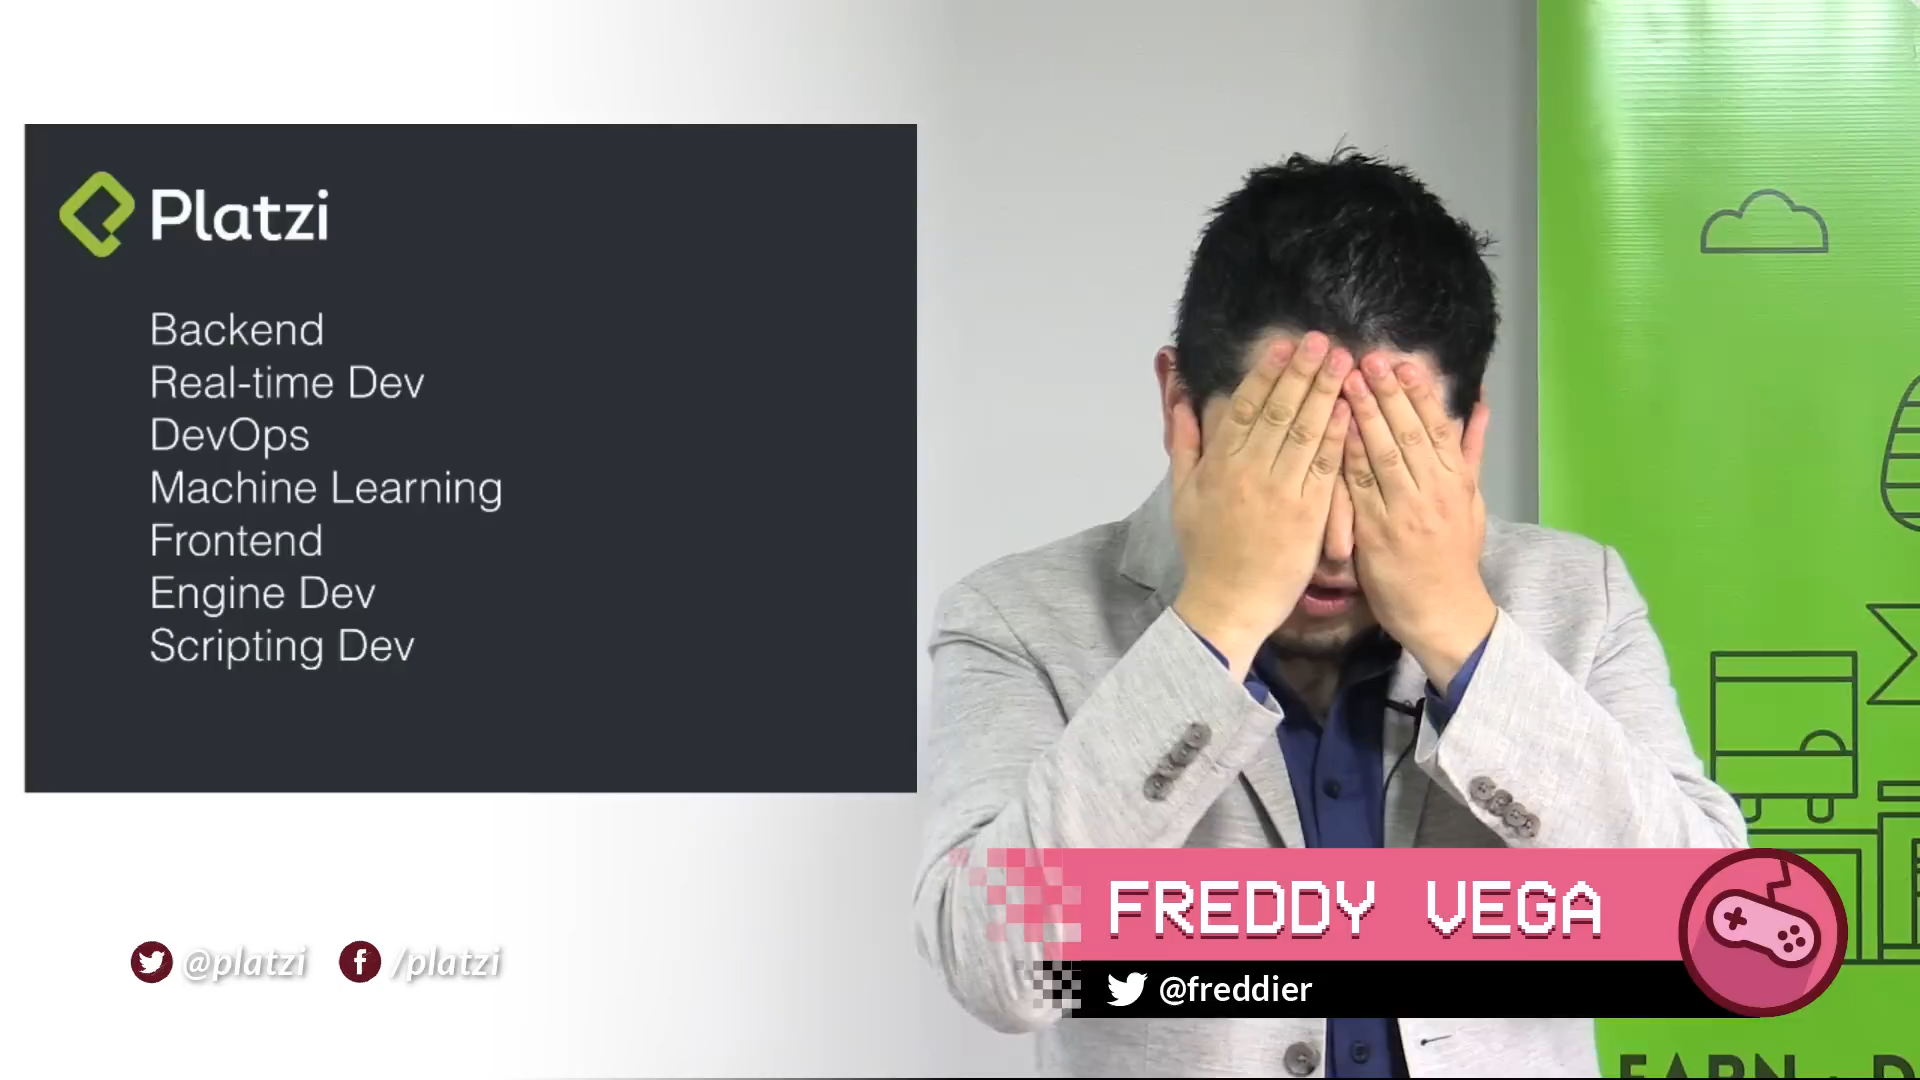 Platzi
Backend
Real-time Dev
DevOps
Machine Learning
Frontend
Engine Dev
Scripting Dev
FREDDY VEGA
@freddier
@platzi
/platzi